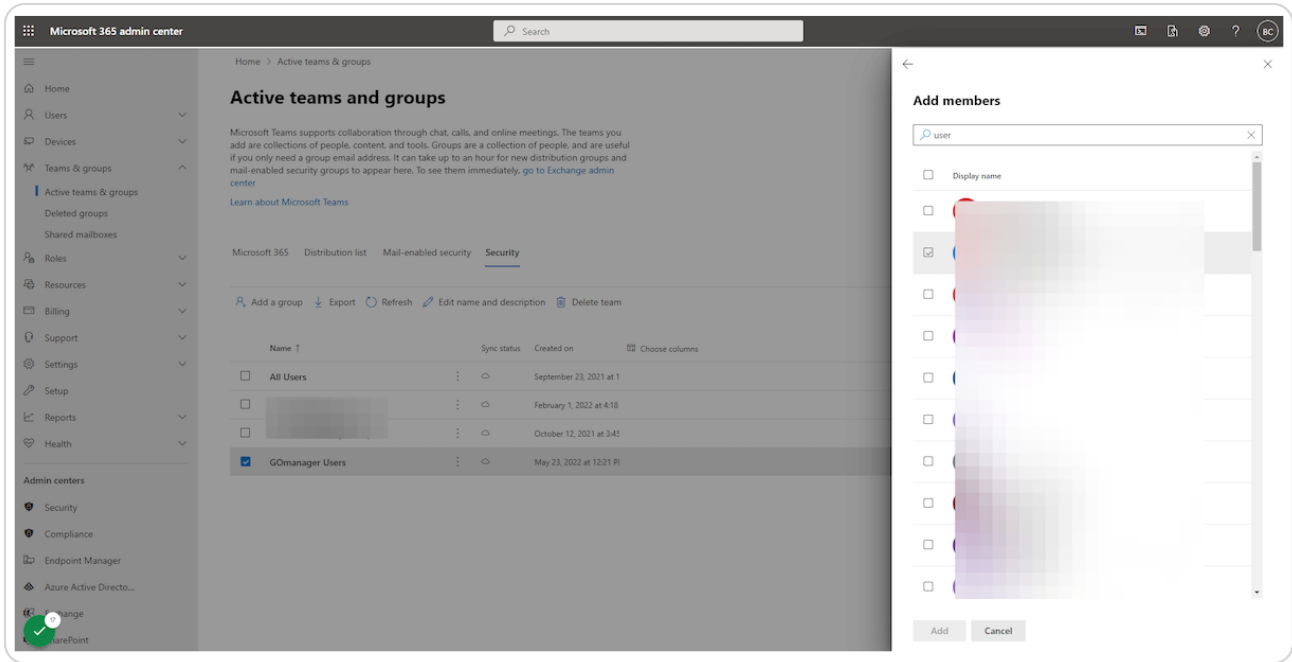 Microsoft 365 admin center
Search
?
BC
Home
Users
Devices
Teams & groups
Active teams & groups
Deleted groups
Shared mailboxes
Roles
Resources
Billing
Support
Settings
Setup
Reports
Health
Admin centers
Security
Compliance
Endpoint Manager
Azure Active Directo...
Home > Active teams & groups
Active teams and groups
Microsoft Teams supports collaboration through chat, calls, and online meetings. The teams you
add are collections of people, content, and tools. Groups are a collection of people, and are useful
if you only need a group email address. It can take up to an hour for new distribution groups and
mail-enabled security groups to appear here. To see them immediately, go to Exchange admin
center
Learn about Microsoft Teams
Microsoft 365 Distribution list Mail-enabled security Security
Add a group Export Refresh Edit name and description Delete team
Name ↑ Sync status Created on Choose columns
All Users September 23, 2021 at 1
February 1, 2022 at 4:18
October 12, 2021 at 3:45
GOmanager Users May 23, 2022 at 12:21 PI
Add members
user
Display name
Add Cancel